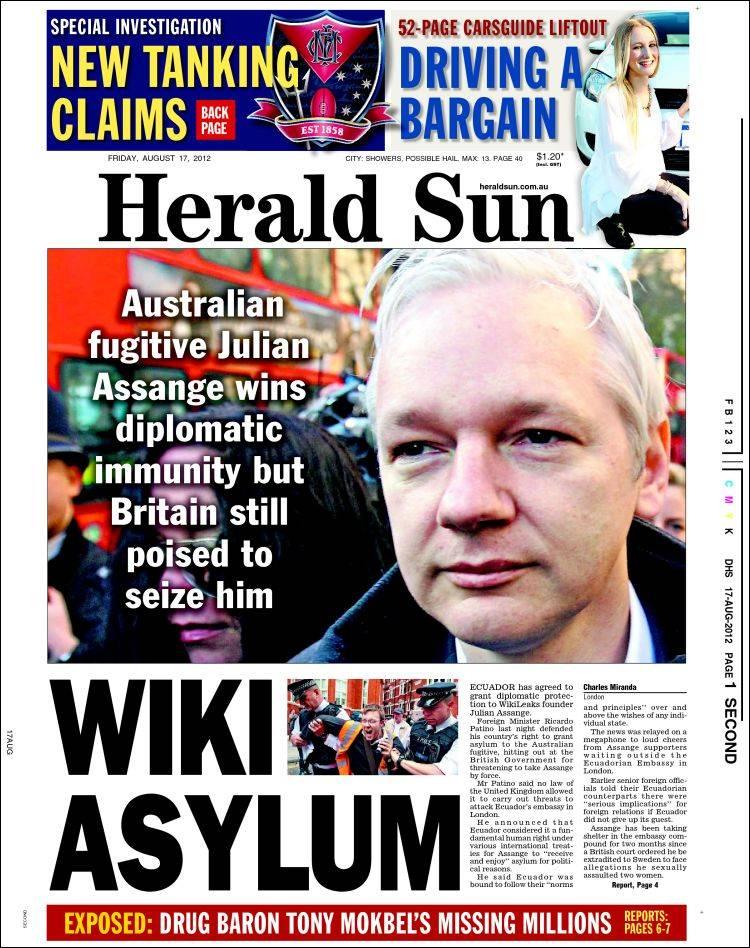 SPECIAL INVESTIGATION
NEW TANKING
CLAIMS
BACK
PAGE
EST 1858
52-PAGE CARSGUIDE LIFTOUT
DRIVING A
BARGAIN
FRIDAY, AUGUST 17, 2012
CITY: SHOWERS, POSSIBLE HAIL, MAX: 13. PAGE 40
$1.20*
(Incl. GST)
heraldsun.com.au
Herald Sun
Australian
fugitive Julian
Assange wins
diplomatic
immunity but
Britain still
poised to
seize him
WIKI
ASYLUM
ECUADOR has agreed to
grant diplomatic protec-
tion to WikiLeaks founder
Julian Assange.
Foreign Minister Ricardo
Patino last night defended
his country's right to grant
asylum to the Australian
fugitive, hitting out at the
British Government for
threatening to take Assange
by force.
Mr Patino said no law of
the United Kingdom allowed
it to carry out threats to
attack Ecuador's embassy in
London.
He announced that
Ecuador considered it a fun-
damental human right under
various international treat-
ies for Assange to "receive
and enjoy" asylum for politi-
cal reasons.
He said Ecuador was
bound to follow their "norms
Charles Miranda
London
and principles" over and
above the wishes of any indi-
vidual state.
The news was relayed on a
megaphone to loud cheers
from Assange supporters
waiting outside the
Ecuadorian Embassy in
London.
Earlier senior foreign offic-
ials told their Ecuadorian
counterparts there were
"serious implications" for
foreign relations if Ecuador
did not give up its guest.
Assange has been taking
shelter in the embassy com-
pound for two months since
a British court ordered he be
extradited to Sweden to face
allegations he sexually
assaulted two women.
Report, Page 4
EXPOSED: DRUG BARON TONY MOKBEL'S MISSING MILLIONS
REPORTS:
PAGES 6-7
17AUG
FB123
CMYK
DHS 17-AUG-2012 PAGE 1 SECOND